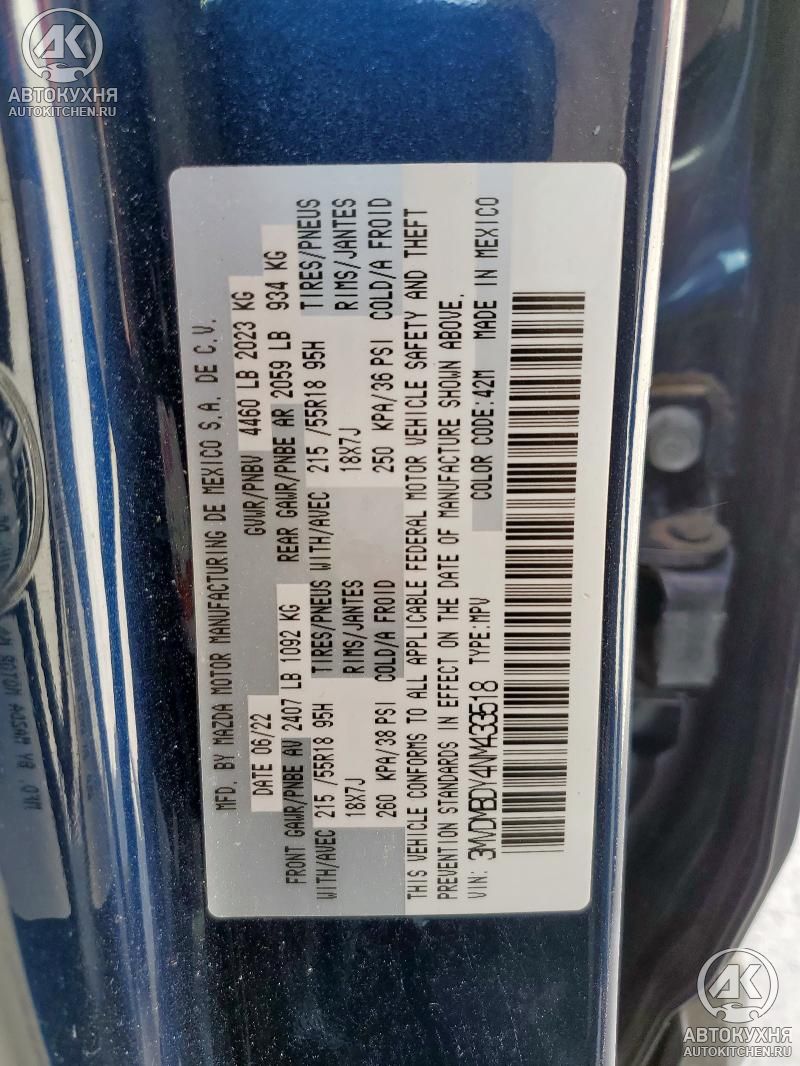 АВТОКУХНЯ
AUTOKITCHEN.RU
MFD. BY MAZDA MOTOR MANUFACTURING DE MEXICO S.A. DE C.V.
DATE 06/22 GVWR/PNBV 4460 LB 2023 KG
FRONT GAWR/PNBE AV 2407 LB 1092 KG REAR GAWR/PNBE AR 2059 LB 934 KG
WITH/AVEC 215 /55R18 95H TIRES/PNEUS WITH/AVEC 215 /55R18 95H TIRES/PNEUS
18X7J RIMS/JANTES 18X7J RIMS/JANTES
260 KPA/38 PSI COLD/A FROID 250 KPA/36 PSI COLD/A FROID
THIS VEHICLE CONFORMS TO ALL APPLICABLE FEDERAL MOTOR VEHICLE SAFETY AND THEFT
PREVENTION STANDARDS IN EFFECT ON THE DATE OF MANUFACTURE SHOWN ABOVE.
VIN: 3MVDMBDY4NM433518 TYPE:MPV COLOR CODE:42M MADE IN MEXICO
АВТОКУХНЯ
AUTOKITCHEN.RU